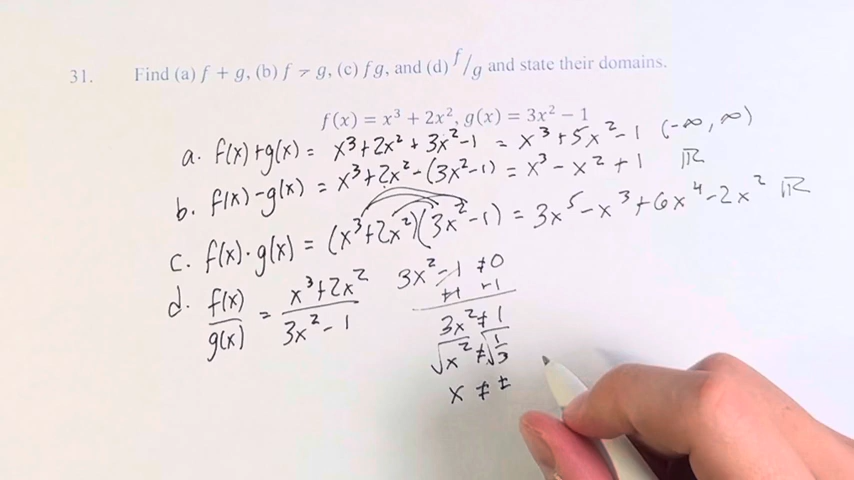 31. Find (a) f + g, (b) f - g, (c) fg, and (d) f/g and state their domains.
f(x) = x³ + 2x², g(x) = 3x² − 1
a. f(x)+g(x) = x³+2x² + 3x²-1 = x³+5x²-1 (-∞, ∞)
b. f(x)-g(x) = x³+2x²-(3x²-1) = x³-x²+1 ℝ
c. f(x)·g(x) = (x³+2x²)(3x²-1) = 3x⁵-x³+6x⁴-2x² ℝ
d. f(x)/g(x) = x³+2x²/3x²-1
3x²-1 ≠0
+1 +1
3x²≠1
√x² ≠ √1/3
x ≠ ±